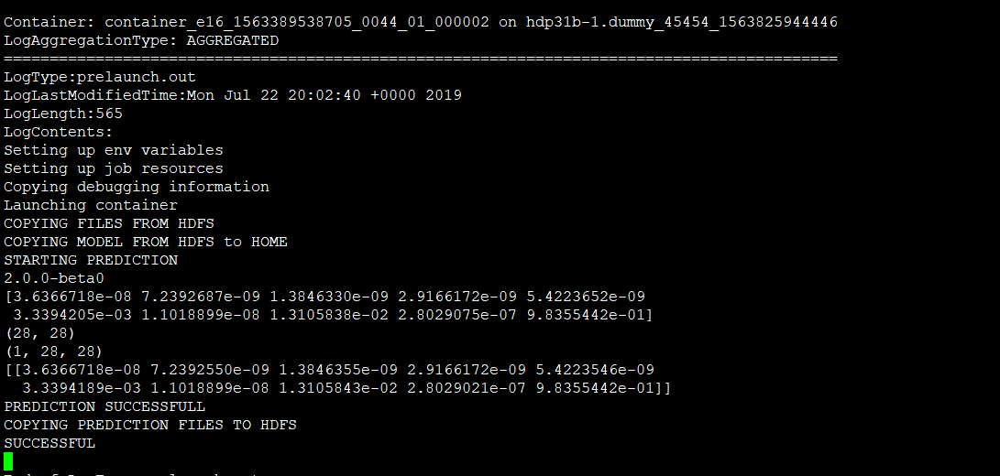 Container: container_e16_1563389538705_0044_01_000002 on hdp31b-1.dummy_45454_1563825944446
LogAggregationType: AGGREGATED
===========================================================================================
LogType:prelaunch.out
LogLastModifiedTime:Mon Jul 22 20:02:40 +0000 2019
LogLength:565
LogContents:
Setting up env variables
Setting up job resources
Copying debugging information
Launching container
COPYING FILES FROM HDFS
COPYING MODEL FROM HDFS to HOME
STARTING PREDICTION
2.0.0-beta0
[3.6366718e-08 7.2392687e-09 1.3846330e-09 2.9166172e-09 5.4223652e-09
 3.3394205e-03 1.1018899e-08 1.3105838e-02 2.8029075e-07 9.8355442e-01]
(28, 28)
(1, 28, 28)
[[3.6366718e-08 7.2392550e-09 1.3846355e-09 2.9166172e-09 5.4223546e-09
  3.3394189e-03 1.1018899e-08 1.3105843e-02 2.8029021e-07 9.8355442e-01]]
PREDICTION SUCCESSFULL
COPYING PREDICTION FILES TO HDFS
SUCCESSFUL